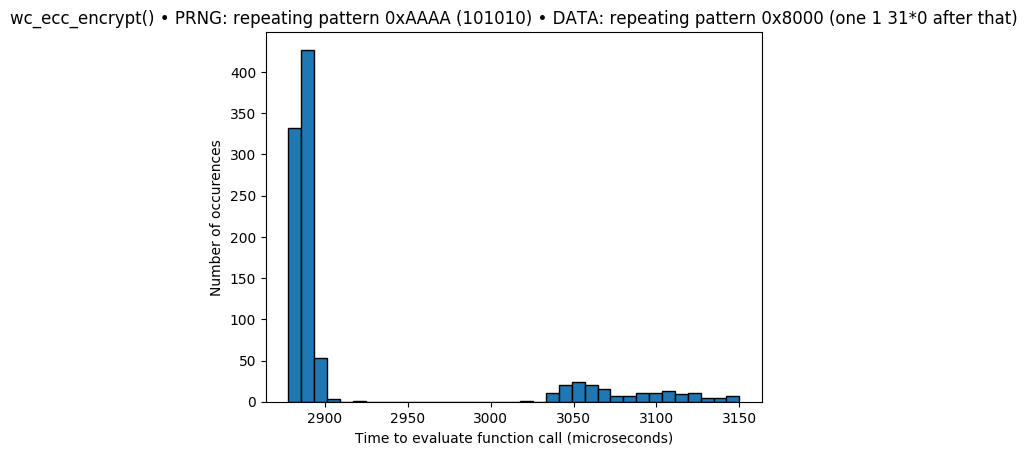 wc_ecc_encrypt() • PRNG: repeating pattern 0xAAAA (101010) • DATA: repeating pattern 0x8000 (one 1 31*0 after that)
400
350
300
250
200
150
100
50
0
Number of occurences
2900 2950 3000 3050 3100 3150
Time to evaluate function call (microseconds)